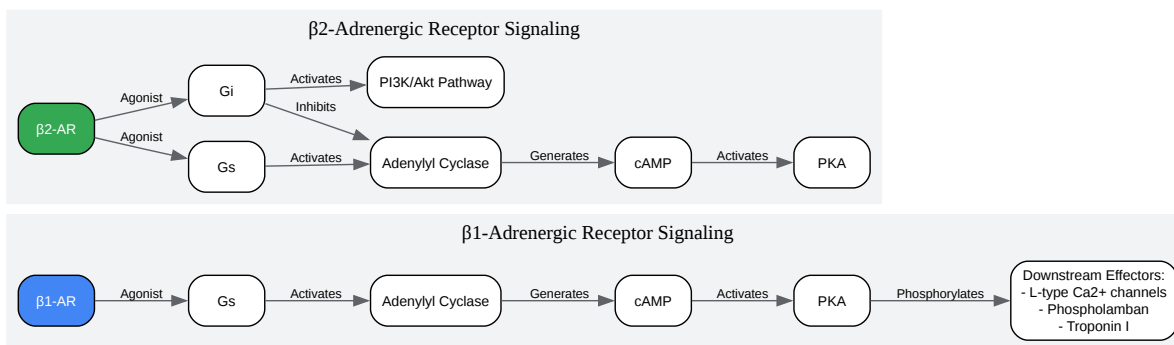 β2-Adrenergic Receptor Signaling
β2-AR
Agonist
Agonist
Gi
Gs
Activates
Inhibits
Activates
PI3K/Akt Pathway
Adenylyl Cyclase
Generates
cAMP
Activates
PKA
β1-Adrenergic Receptor Signaling
β1-AR
Agonist
Gs
Activates
Adenylyl Cyclase
Generates
cAMP
Activates
PKA
Phosphorylates
Downstream Effectors:
- L-type Ca2+ channels
- Phospholamban
- Troponin I